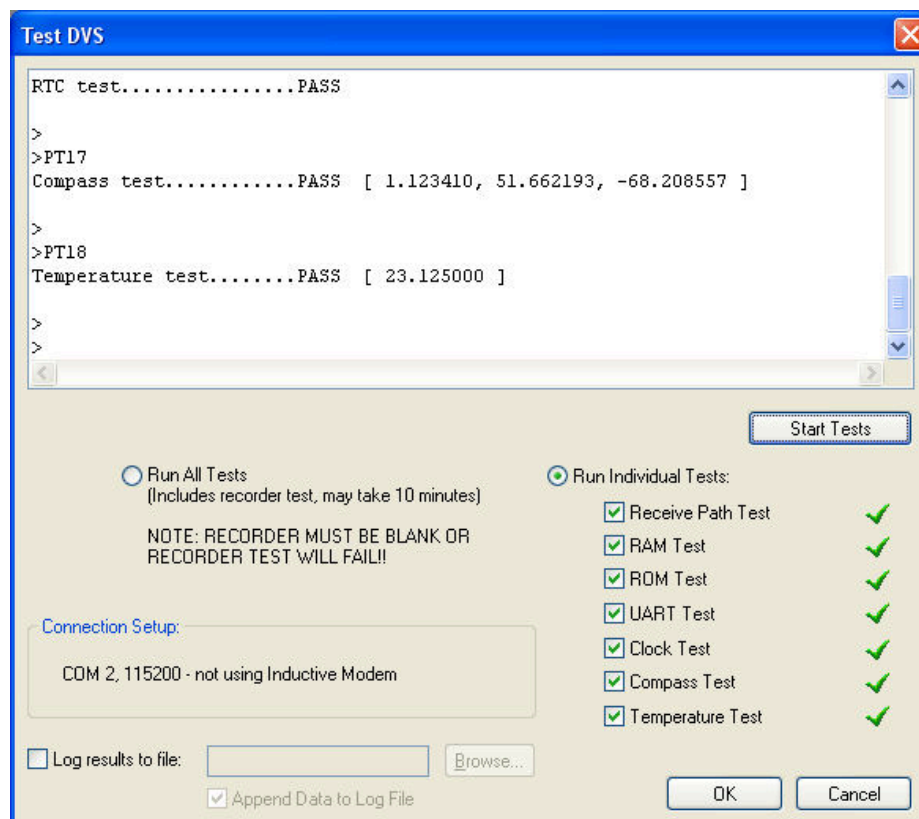 Test DVS
RTC test................PASS
>
>PT17
Compass test............PASS [ 1.123410, 51.662193, -68.208557 ]
>
>PT18
Temperature test........PASS [ 23.125000 ]
>
>
Start Tests
Run All Tests
(Includes recorder test, may take 10 minutes)
NOTE: RECORDER MUST BE BLANK OR
RECORDER TEST WILL FAIL!!
Run Individual Tests:
Receive Path Test
RAM Test
ROM Test
UART Test
Clock Test
Compass Test
Temperature Test
Connection Setup:
COM 2, 115200 - not using Inductive Modem
Log results to file:
Browse...
Append Data to Log File
OK
Cancel